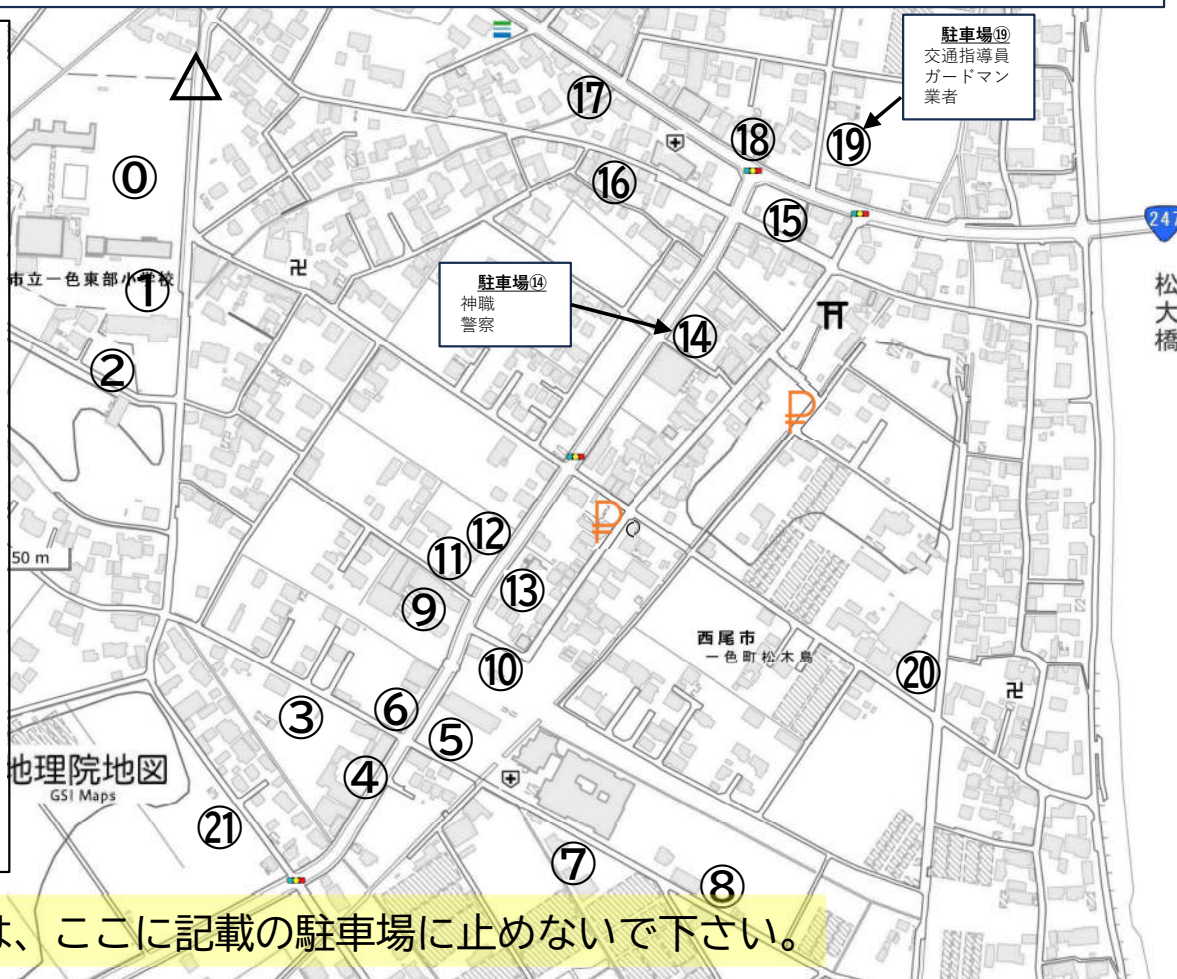 駐車場⑲
交通指導員
ガードマン
業者
⑰
⑱
⑲
⓪
⑯
⑮
247
市立一色東部小学校
①
駐車場⑭
神職
警察
⑭
松
大
橋
②
⑫
⑪
⑬
⑨
50 m
西尾市
一色町松木島
⑩
⑳
③
⑥
⑤
④
地理院地図
GSI Maps
㉑
⑦
⑧
は、ここに記載の駐車場に止めないで下さい。